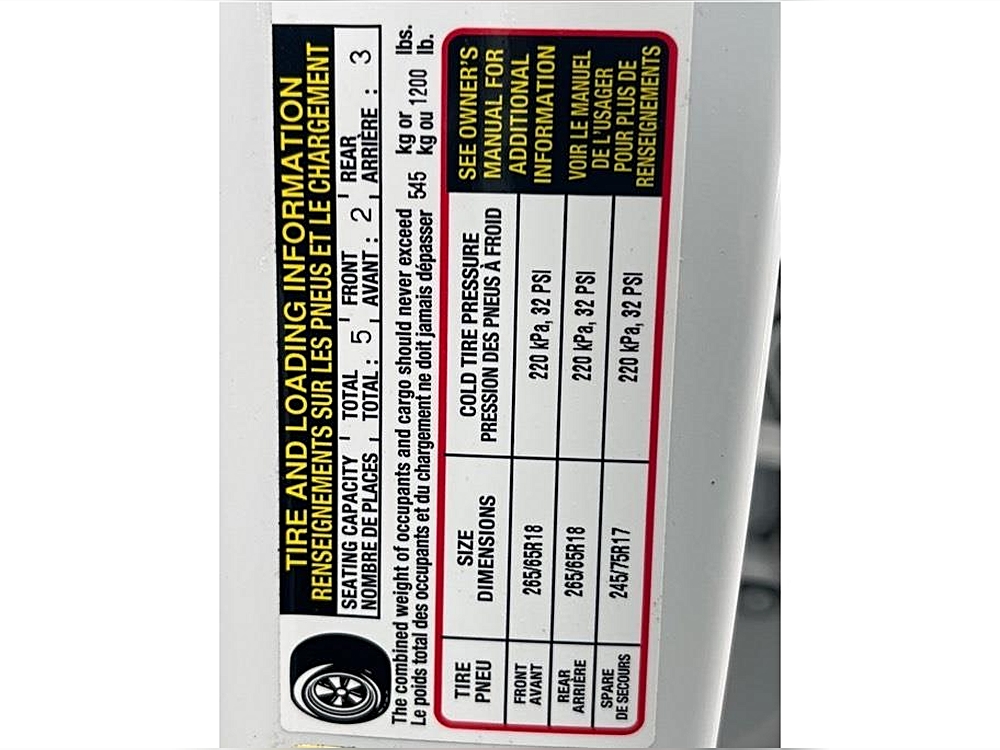 TIRE AND LOADING INFORMATION
RENSEIGNEMENTS SUR LES PNEUS ET LE CHARGEMENT
SEATING CAPACITY TOTAL FRONT REAR
NOMBRE DE PLACES TOTAL : 5 AVANT : 2 ARRIÈRE : 3
The combined weight of occupants and cargo should never exceed 545 kg or 1200 lbs.
Le poids total des occupants et du chargement ne doit jamais dépasser kg ou lb.
TIRE
PNEU
SIZE
DIMENSIONS
COLD TIRE PRESSURE
PRESSION DES PNEUS À FROID
SEE OWNER'S
MANUAL FOR
ADDITIONAL
INFORMATION
VOIR LE MANUEL
DE L'USAGER
POUR PLUS DE
RENSEIGNEMENTS
FRONT
AVANT
265/65R18
220 kPa, 32 PSI
REAR
ARRIÈRE
265/65R18
220 kPa, 32 PSI
SPARE
DE SECOURS
245/75R17
220 kPa, 32 PSI